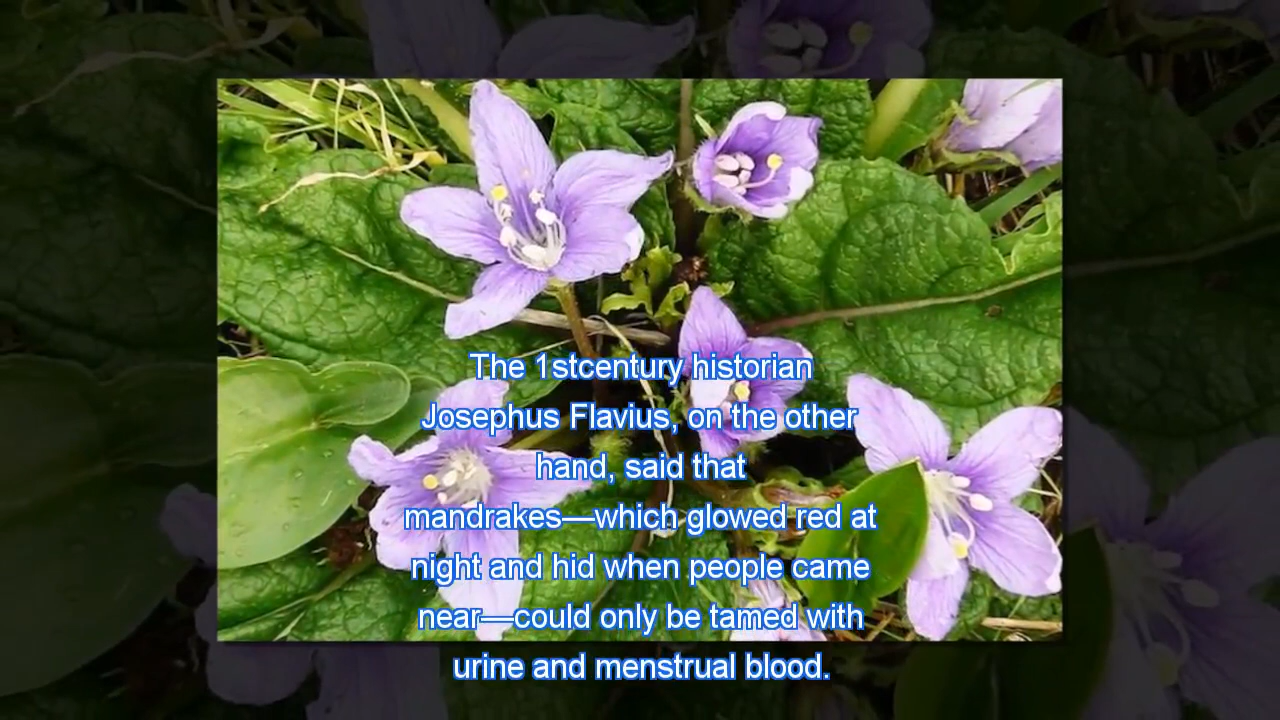 The 1stcentury historian
Josephus Flavius, on the other
hand, said that
mandrakes—which glowed red at
night and hid when people came
near—could only be tamed with
urine and menstrual blood.